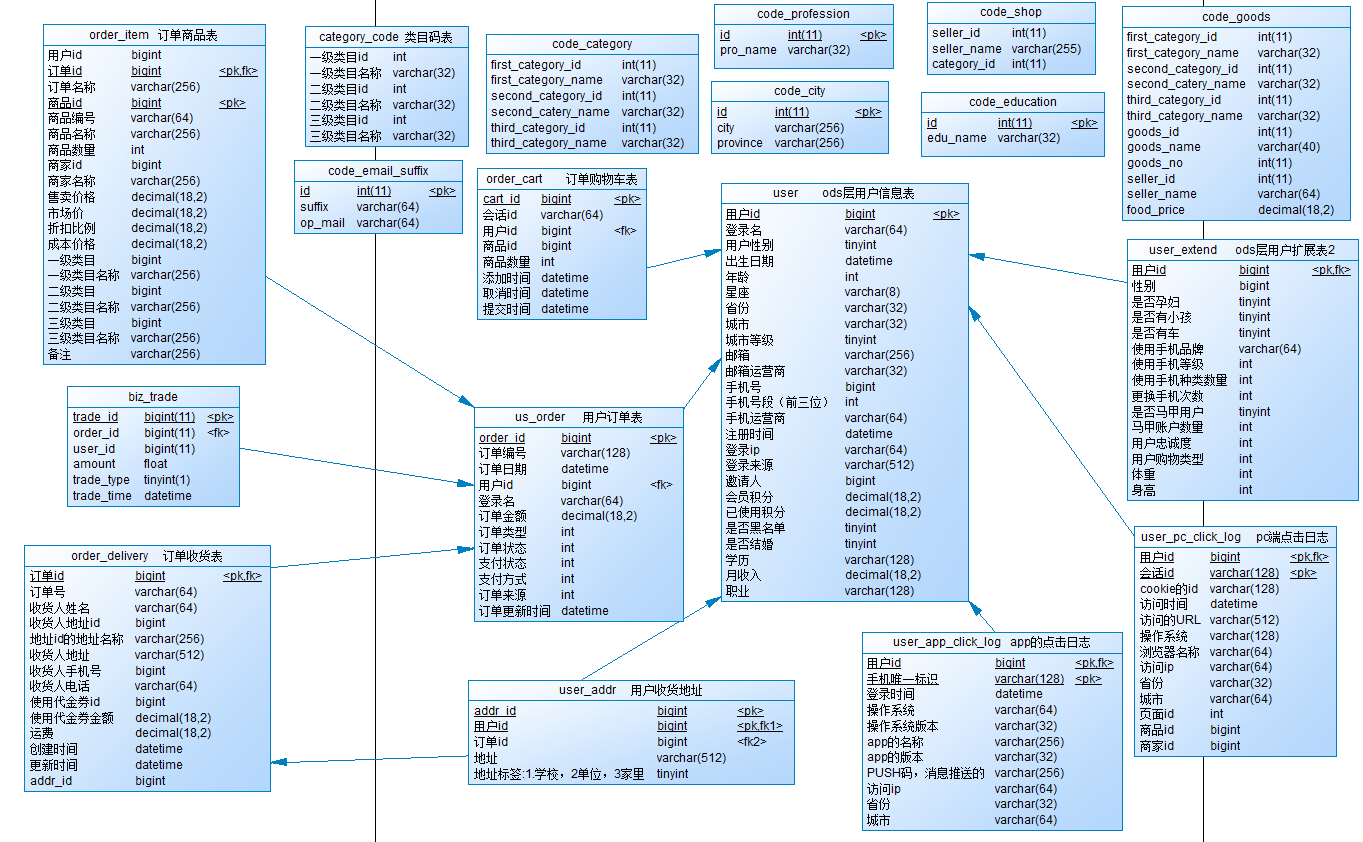 order_item 订单商品表
用户id bigint
订单id bigint <pk,fk>
订单名称 varchar(256)
商品id bigint <pk>
商品编号 varchar(64)
商品名称 varchar(256)
商品数量 int
商家id bigint
商家名称 varchar(256)
售卖价格 decimal(18,2)
市场价 decimal(18,2)
折扣比例 decimal(18,2)
成本价格 decimal(18,2)
一级类目 bigint
一级类目名称 varchar(256)
二级类目 bigint
二级类目名称 varchar(256)
三级类目 bigint
三级类目名称 varchar(256)
备注 varchar(256)
category_code 类目码表
一级类目id int
一级类目名称 varchar(32)
二级类目id int
二级类目名称 varchar(32)
三级类目id int
三级类目名称 varchar(32)
code_category
first_category_id int(11)
first_category_name varchar(32)
second_category_id int(11)
second_catery_name varchar(32)
third_category_id int(11)
third_category_name varchar(32)
code_profession
id int(11) <pk>
pro_name varchar(32)
code_shop
seller_id int(11)
seller_name varchar(255)
category_id int(11)
code_goods
first_category_id int(11)
first_category_name varchar(32)
second_category_id int(11)
second_catery_name varchar(32)
third_category_id int(11)
third_category_name varchar(32)
goods_id int(11)
goods_name varchar(40)
goods_no int(11)
seller_id int(11)
seller_name varchar(64)
food_price decimal(18,2)
code_city
id int(11) <pk>
city varchar(256)
province varchar(256)
code_education
id int(11) <pk>
edu_name varchar(32)
code_email_suffix
id int(11) <pk>
suffix varchar(64)
op_mail varchar(64)
order_cart 订单购物车表
cart_id bigint <pk>
会话id varchar(64)
用户id bigint <fk>
商品id bigint
商品数量 int
添加时间 datetime
取消时间 datetime
提交时间 datetime
user ods层用户信息表
用户id bigint <pk>
登录名 varchar(64)
用户性别 tinyint
出生日期 datetime
年龄 int
星座 varchar(8)
省份 varchar(32)
城市 varchar(32)
城市等级 tinyint
邮箱 varchar(256)
邮箱运营商 varchar(32)
手机号 bigint
手机号段（前三位） int
手机运营商 varchar(64)
注册时间 datetime
登录ip varchar(64)
登录来源 varchar(512)
邀请人 bigint
会员积分 decimal(18,2)
已使用积分 decimal(18,2)
是否黑名单 tinyint
是否结婚 tinyint
学历 varchar(128)
月收入 decimal(18,2)
职业 varchar(128)
user_extend ods层用户扩展表2
用户id bigint <pk,fk>
性别 bigint
是否孕妇 tinyint
是否有小孩 tinyint
是否有车 tinyint
使用手机品牌 varchar(64)
使用手机等级 int
使用手机种类数量 int
更换手机次数 int
是否马甲用户 tinyint
马甲账户数量 int
用户忠诚度 int
用户购物类型 int
体重 int
身高 int
biz_trade
trade_id bigint(11) <pk>
order_id bigint(11) <fk>
user_id bigint(11)
amount float
trade_type tinyint(1)
trade_time datetime
us_order 用户订单表
order_id bigint <pk>
订单编号 varchar(128)
订单日期 datetime
用户id bigint <fk>
登录名 varchar(64)
订单金额 decimal(18,2)
订单类型 int
订单状态 int
支付状态 int
支付方式 int
订单来源 int
订单更新时间 datetime
order_delivery 订单收货表
订单id bigint <pk,fk>
订单号 varchar(64)
收货人姓名 varchar(64)
收货人地址id bigint
地址id的地址名称 varchar(256)
收货人地址 varchar(512)
收货人手机号 bigint
收货人电话 varchar(64)
使用代金券id bigint
使用代金券金额 decimal(18,2)
运费 decimal(18,2)
创建时间 datetime
更新时间 datetime
addr_id bigint
user_addr 用户收货地址
addr_id bigint <pk>
用户id bigint <pk,fk1>
订单id bigint <fk2>
地址 varchar(512)
地址标签:1.学校，2单位，3家里 tinyint
user_app_click_log app的点击日志
用户id bigint <pk,fk>
手机唯一标识 varchar(128) <pk>
登录时间 datetime
操作系统 varchar(64)
操作系统版本 varchar(32)
app的名称 varchar(256)
app的版本 varchar(32)
PUSH码，消息推送的 varchar(256)
访问ip varchar(64)
省份 varchar(32)
城市 varchar(64)
user_pc_click_log pc端点击日志
用户id bigint <pk,fk>
会话id varchar(128) <pk>
cookie的id varchar(128)
访问时间 datetime
访问的URL varchar(512)
操作系统 varchar(128)
浏览器名称 varchar(64)
访问ip varchar(64)
省份 varchar(32)
城市 varchar(64)
页面id int
商品id bigint
商家id bigint